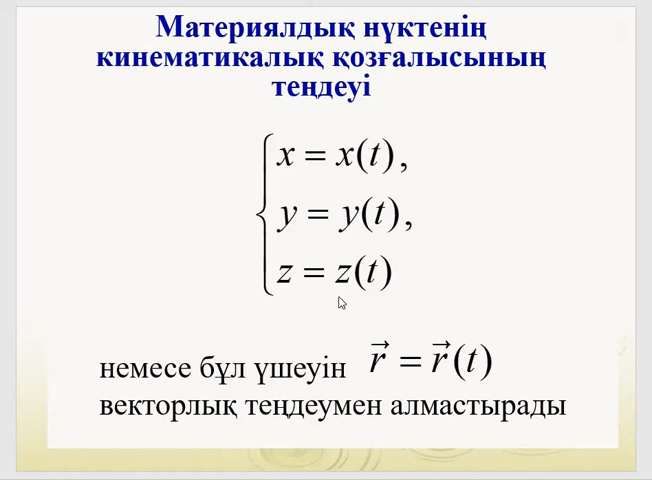 Материялдық нүктенің
кинематикалық қозғалысының
теңдеуі
x = x(t),
y = y(t),
z = z(t)
немесе бұл үшеуін r⃗ = r⃗(t)
векторлық теңдеумен алмастырады